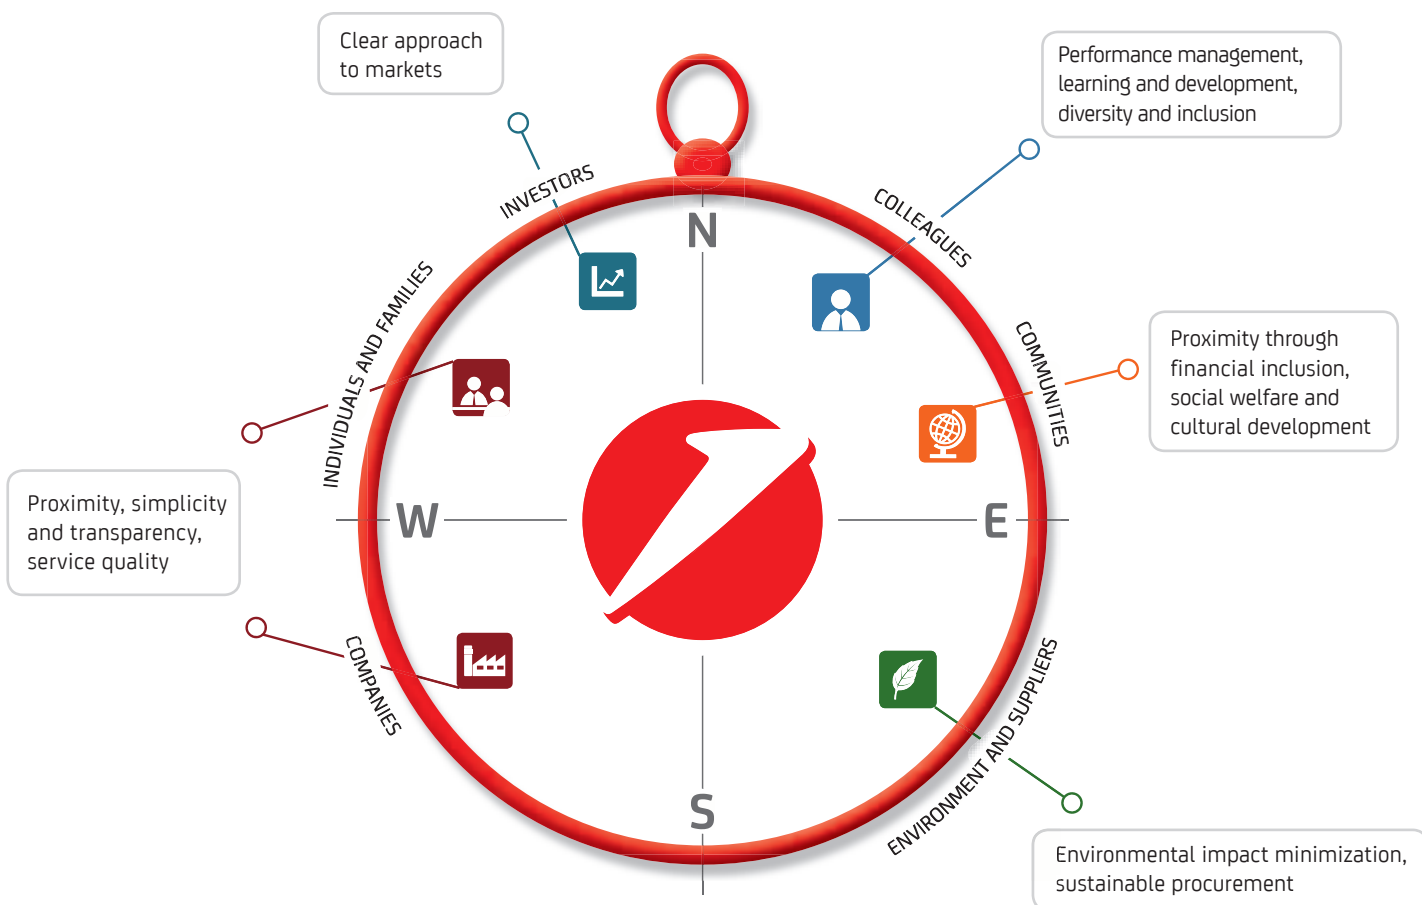 Clear approach
to markets
Performance management,
learning and development,
diversity and inclusion
INVESTORS
COLLEAGUES
N
INDIVIDUALS AND FAMILIES
COMMUNITIES
Proximity through
financial inclusion,
social welfare and
cultural development
Proximity, simplicity
and transparency,
service quality
W
E
COMPANIES
ENVIRONMENT AND SUPPLIERS
S
Environmental impact minimization,
sustainable procurement